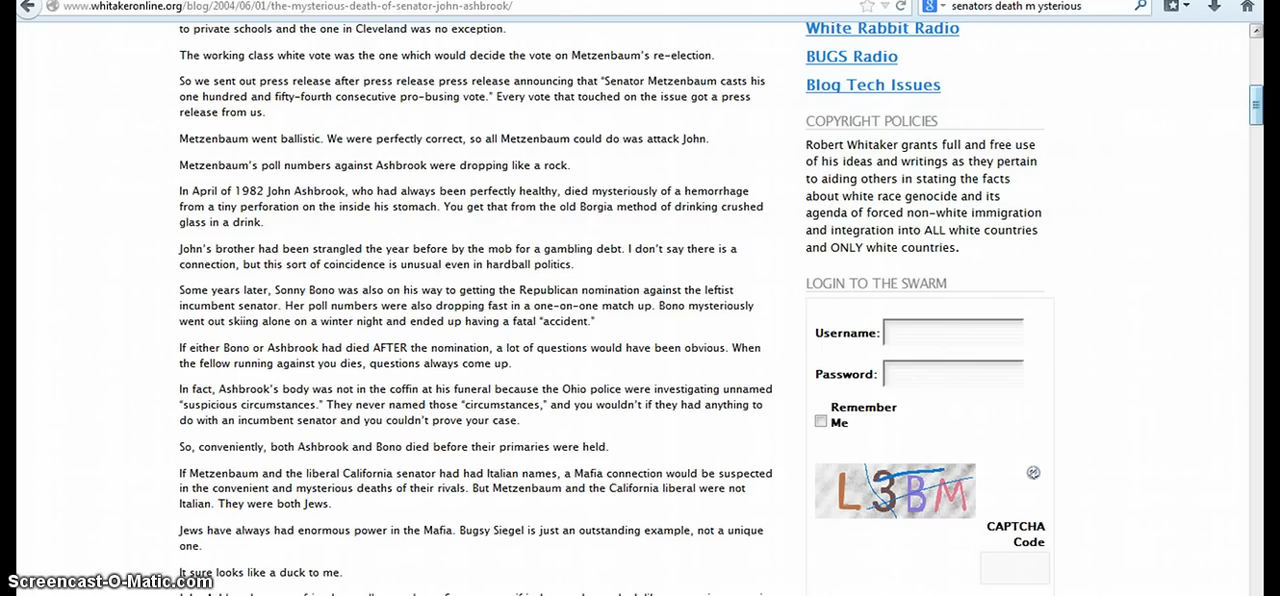 www.whitakeronline.org/blog/2004/06/01/the-mysterious-death-of-senator-john-ashbrook/
senators death m ysterious
to private schools and the one in Cleveland was no exception.
The working class white vote was the one which would decide the vote on Metzenbaum's re-election.
So we sent out press release after press release press release announcing that "Senator Metzenbaum casts his
one hundred and fifty-fourth consecutive pro-busing vote." Every vote that touched on the issue got a press
release from us.
Metzenbaum went ballistic. We were perfectly correct, so all Metzenbaum could do was attack John.
Metzenbaum's poll numbers against Ashbrook were dropping like a rock.
In April of 1982 John Ashbrook, who had always been perfectly healthy, died mysteriously of a hemorrhage
from a tiny perforation on the inside his stomach. You get that from the old Borgia method of drinking crushed
glass in a drink.
John's brother had been strangled the year before by the mob for a gambling debt. I don't say there is a
connection, but this sort of coincidence is unusual even in hardball politics.
Some years later, Sonny Bono was also on his way to getting the Republican nomination against the leftist
incumbent senator. Her poll numbers were also dropping fast in a one-on-one match up. Bono mysteriously
went out skiing alone on a winter night and ended up having a fatal "accident."
If either Bono or Ashbrook had died AFTER the nomination, a lot of questions would have been obvious. When
the fellow running against you dies, questions always come up.
In fact, Ashbrook's body was not in the coffin at his funeral because the Ohio police were investigating unnamed
"suspicious circumstances." They never named those "circumstances," and you wouldn't if they had anything to
do with an incumbent senator and you couldn't prove your case.
So, conveniently, both Ashbrook and Bono died before their primaries were held.
If Metzenbaum and the liberal California senator had had Italian names, a Mafia connection would be suspected
in the convenient and mysterious deaths of their rivals. But Metzenbaum and the California liberal were not
Italian. They were both Jews.
Jews have always had enormous power in the Mafia. Bugsy Siegel is just an outstanding example, not a unique
one.
It sure looks like a duck to me.
White Rabbit Radio
BUGS Radio
Blog Tech Issues
COPYRIGHT POLICIES
Robert Whitaker grants full and free use
of his ideas and writings as they pertain
to aiding others in stating the facts
about white race genocide and its
agenda of forced non-white immigration
and integration into ALL white countries
and ONLY white countries.
LOGIN TO THE SWARM
Username:
Password:
Remember
Me
L3BM
CAPTCHA
Code
Screencast-O-Matic.com